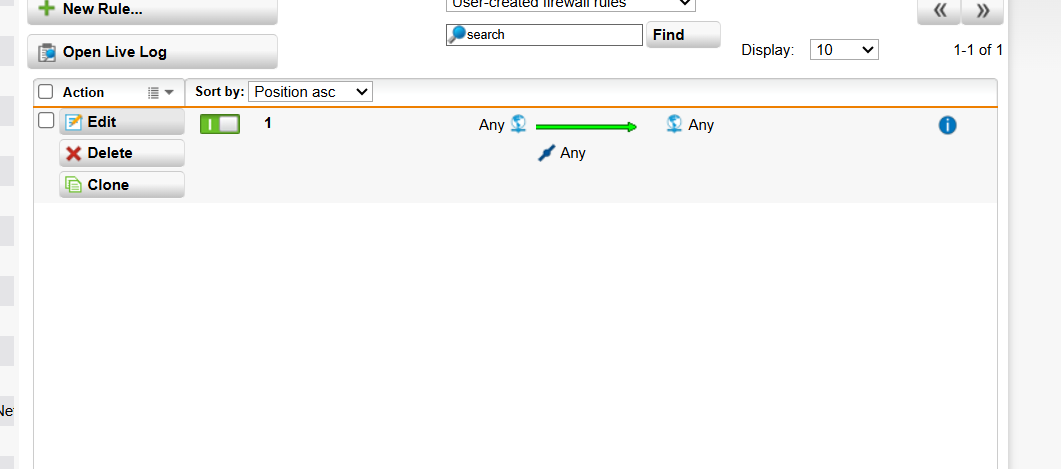 New Rule...
User-created firewall rules
search
Find
Open Live Log
Display: 10
1-1 of 1
Action
Sort by: Position asc
Edit
1
Any
Any
Delete
Any
Clone